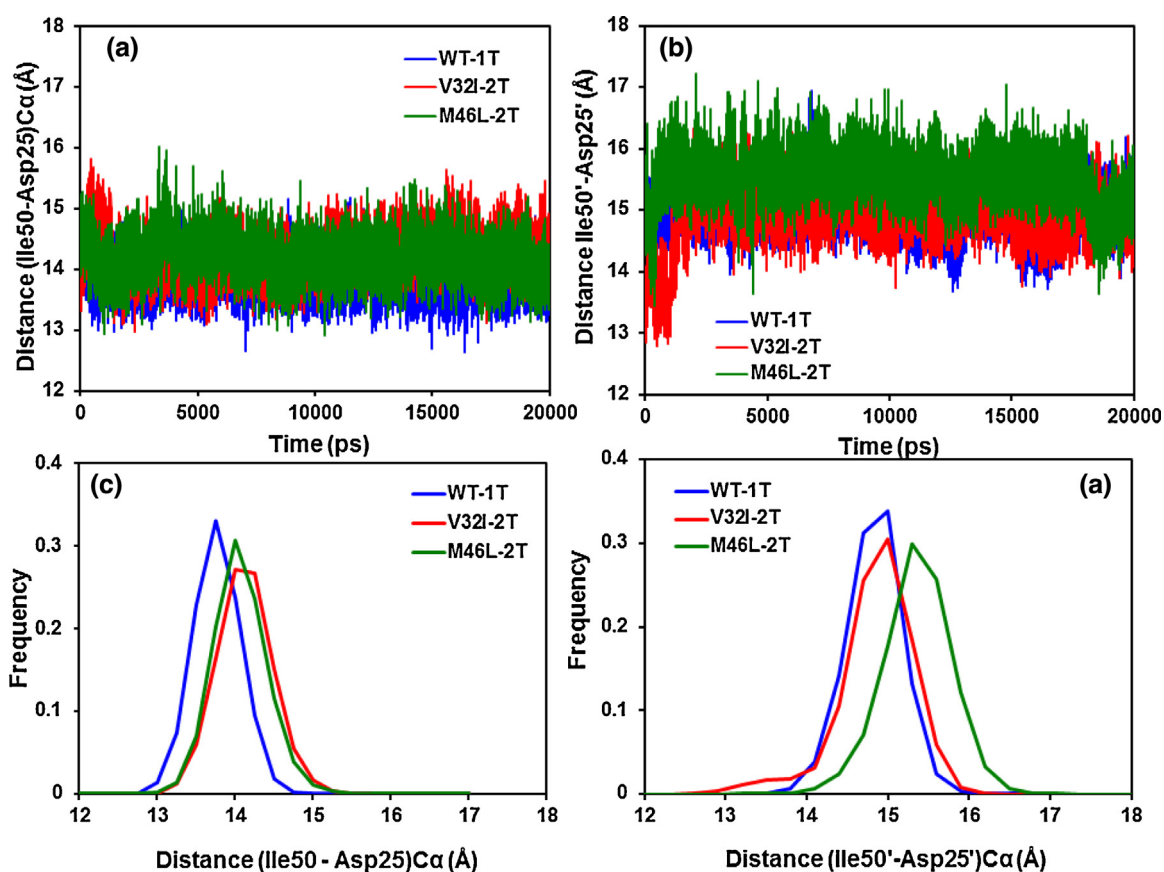 (a)
WT-1T
V32I-2T
M46L-2T
Distance (Ile50-Asp25)Cα (Å)
18
17
16
15
14
13
12
0
5000
10000
15000
20000
Time (ps)
(b)
WT-1T
V32I-2T
M46L-2T
Distance Ile50'-Asp25' (Å)
18
17
16
15
14
13
12
0
5000
10000
15000
20000
Time (ps)
(c)
WT-1T
V32I-2T
M46L-2T
Frequency
0.4
0.3
0.2
0.1
0
12
13
14
15
16
17
18
Distance (Ile50 - Asp25)Cα (Å)
(a)
WT-1T
V32I-2T
M46L-2T
Frequency
0.4
0.3
0.2
0.1
0
12
13
14
15
16
17
18
Distance (Ile50'-Asp25')Cα (Å)